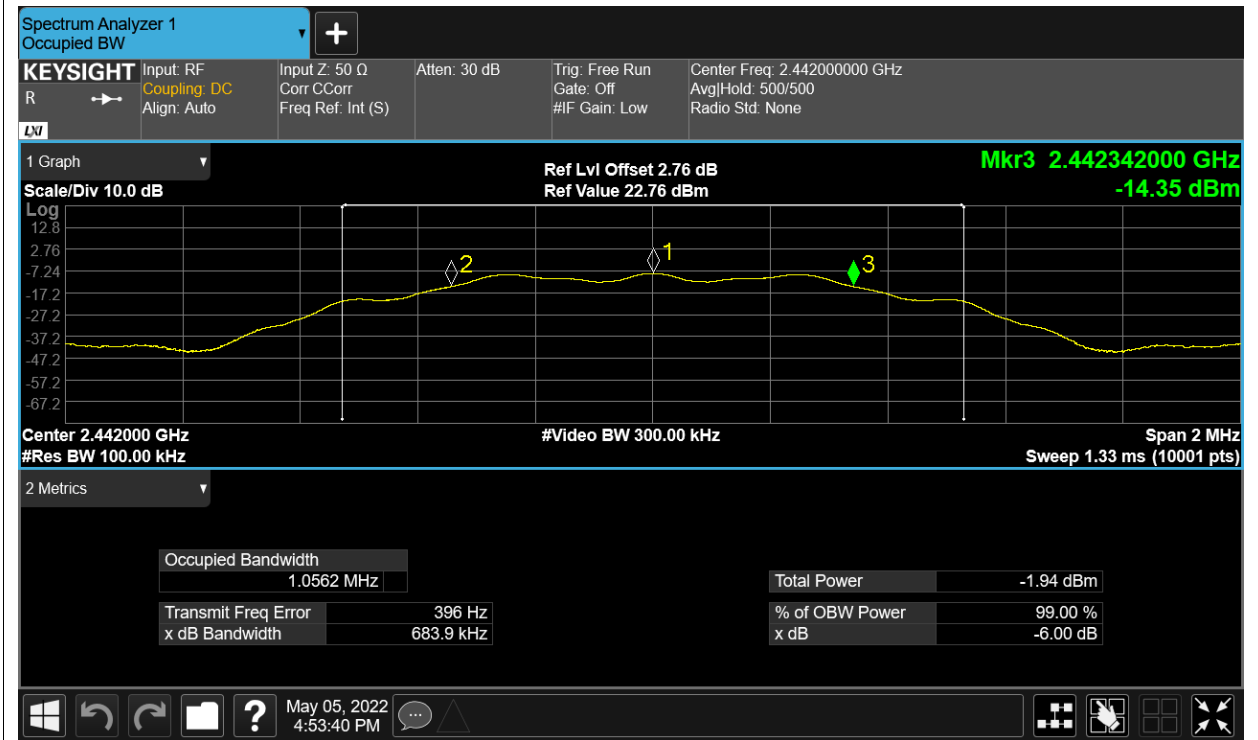 Spectrum Analyzer 1
Occupied BW
KEYSIGHT
R
LXI
Input: RF
Coupling: DC
Align: Auto
Input Z: 50 Ω
Corr CCorr
Freq Ref: Int (S)
Atten: 30 dB
Trig: Free Run
Gate: Off
#IF Gain: Low
Center Freq: 2.442000000 GHz
Avg|Hold: 500/500
Radio Std: None
1 Graph
Scale/Div 10.0 dB
Ref Lvl Offset 2.76 dB
Ref Value 22.76 dBm
Mkr3 2.442342000 GHz
-14.35 dBm
Log
12.8
2.76
-7.24
-17.2
-27.2
-37.2
-47.2
-57.2
-67.2
2
1
3
Center 2.442000 GHz
#Video BW 300.00 kHz
Span 2 MHz
#Res BW 100.00 kHz
Sweep 1.33 ms (10001 pts)
2 Metrics
Occupied Bandwidth
1.0562 MHz
Transmit Freq Error 396 Hz
x dB Bandwidth 683.9 kHz
Total Power -1.94 dBm
% of OBW Power 99.00 %
x dB -6.00 dB
?
May 05, 2022
4:53:40 PM